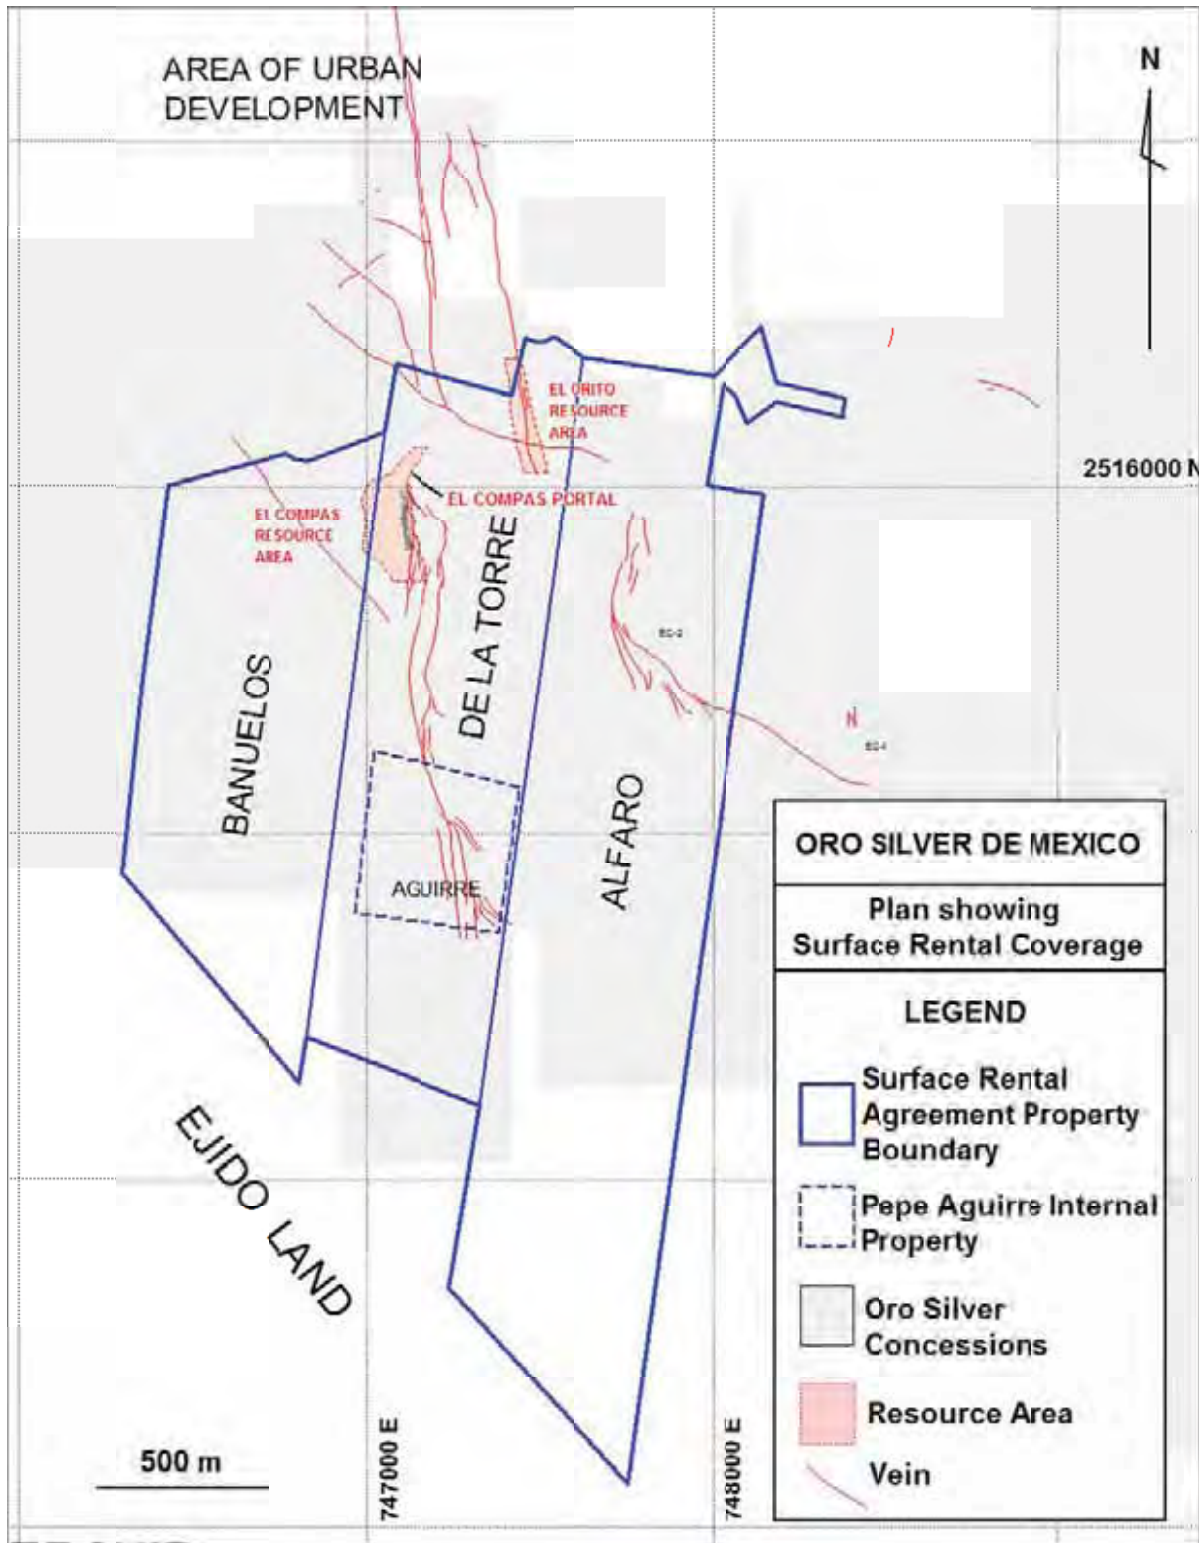 AREA OF URBAN
DEVELOPMENT
N
EL ORITO
RESOURCE
AREA
2516000 N
EL COMPAS PORTAL
EL COMPAS
RESOURCE
AREA
DE LA TORRE
BANUELOS
N
ALFARO
AGUIRRE
EJIDO LAND
500 m
747000 E
748000 E
ORO SILVER DE MEXICO
Plan showing
Surface Rental Coverage
LEGEND
Surface Rental
Agreement Property
Boundary
Pepe Aguirre Internal
Property
Oro Silver
Concessions
Resource Area
Vein